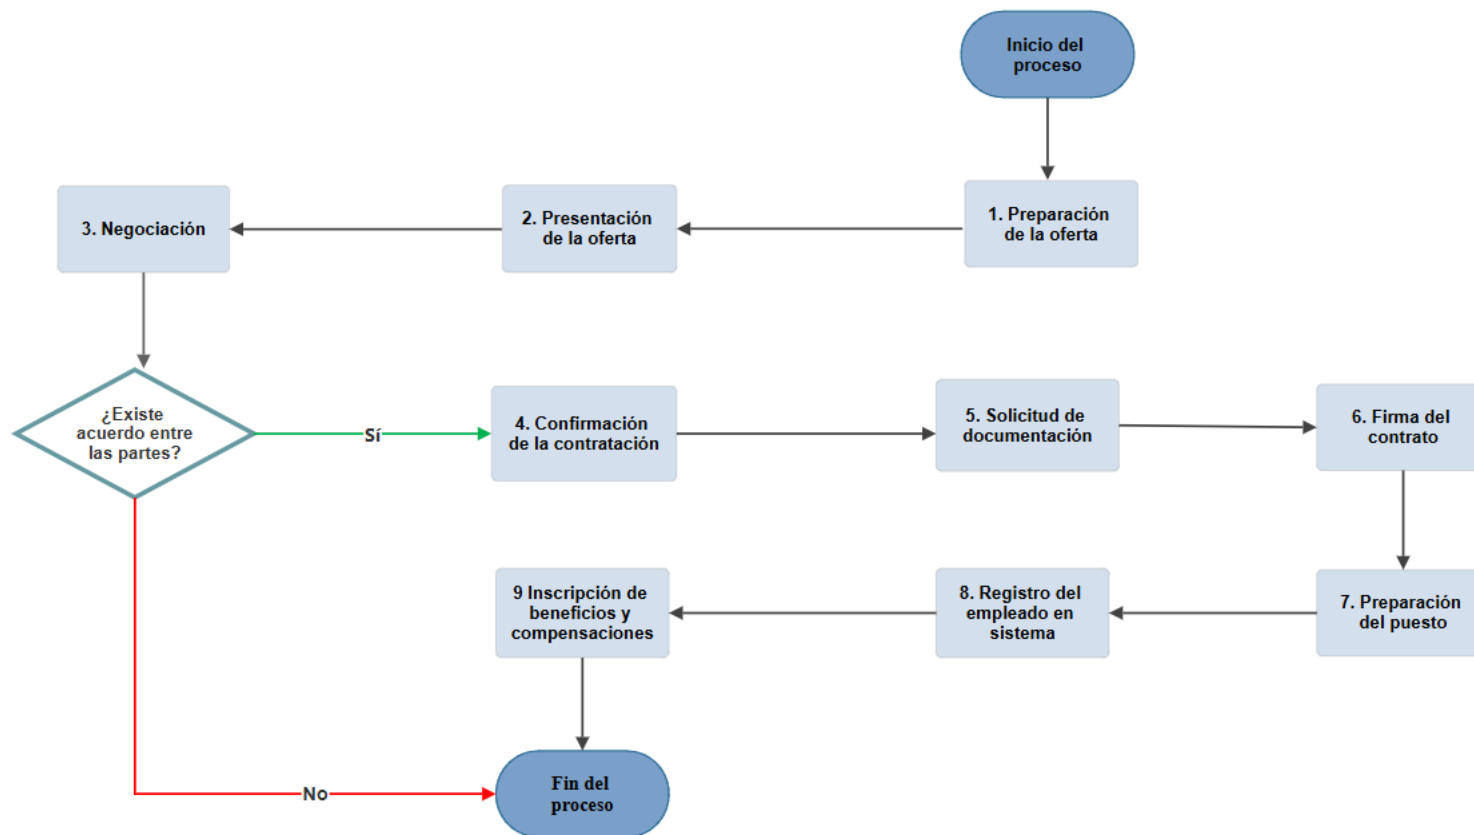 Inicio del
proceso
1. Preparación
de la oferta
2. Presentación
de la oferta
3. Negociación
¿Existe
acuerdo entre
las partes?
Sí
4. Confirmación
de la contratación
5. Solicitud de
documentación
6. Firma del
contrato
7. Preparación
del puesto
8. Registro del
empleado en
sistema
9 Inscripción de
beneficios y
compensaciones
No
Fin del
proceso